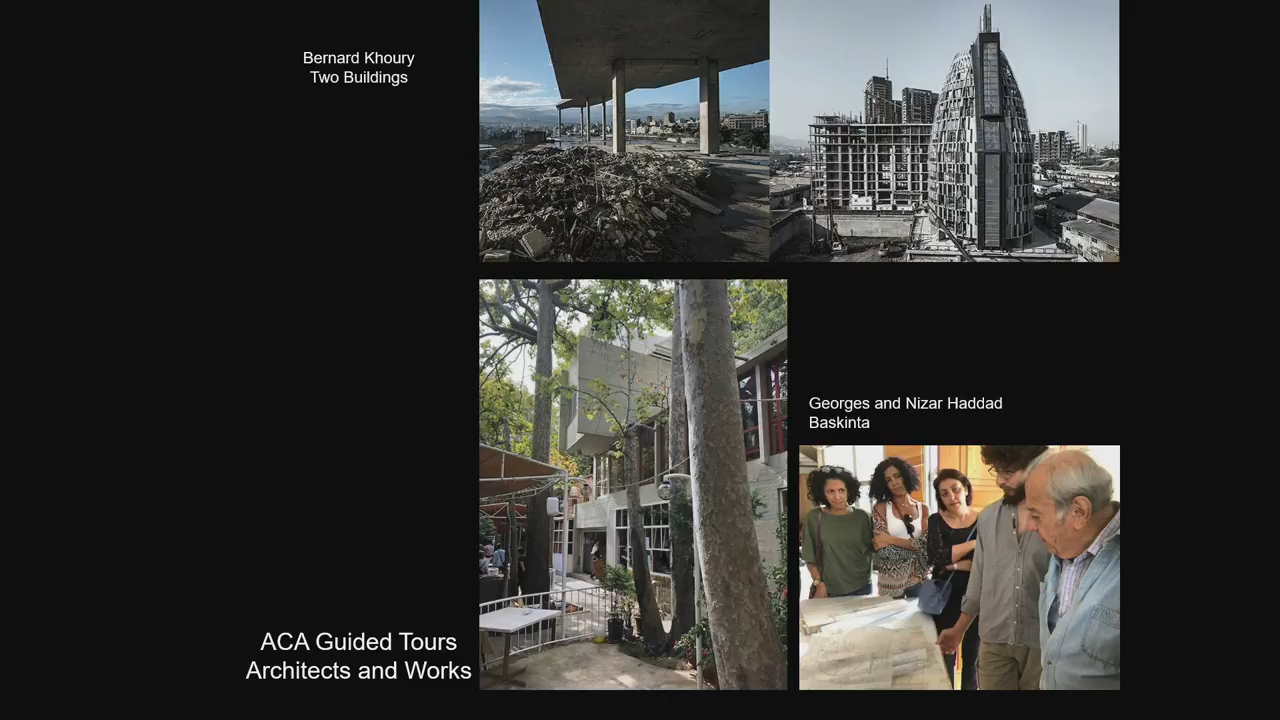 Bernard Khoury
Two Buildings
Georges and Nizar Haddad
Baskinta
ACA Guided Tours
Architects and Works